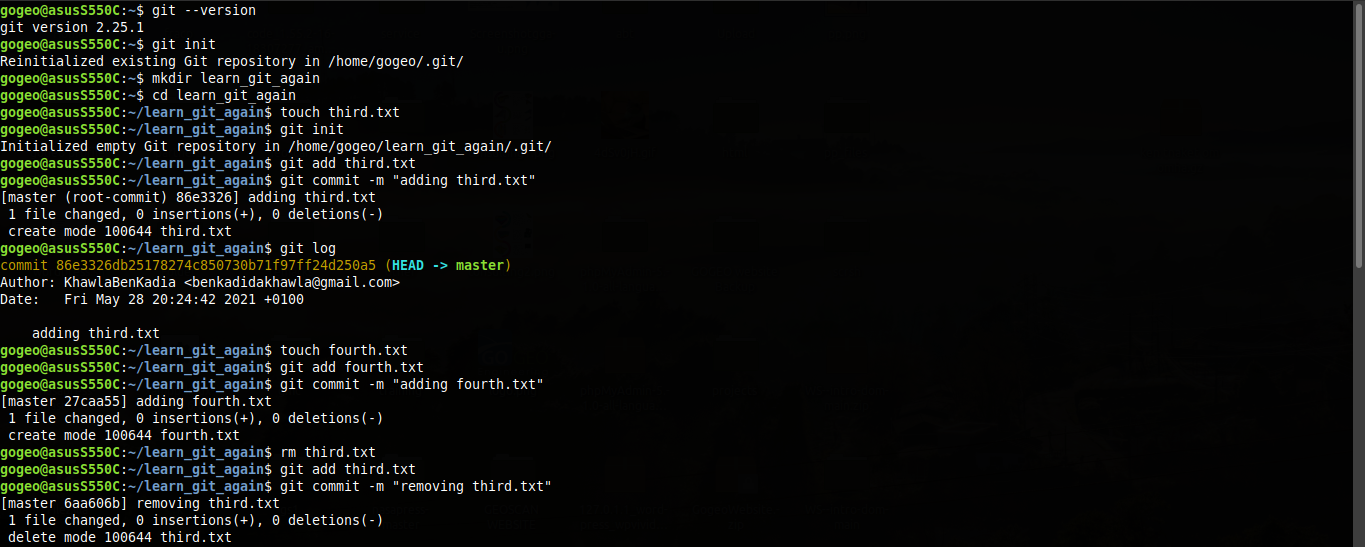 gogeo@asusS550C:~$ git --version
git version 2.25.1
gogeo@asusS550C:~$ git init
Reinitialized existing Git repository in /home/gogeo/.git/
gogeo@asusS550C:~$ mkdir learn_git_again
gogeo@asusS550C:~$ cd learn_git_again
gogeo@asusS550C:~/learn_git_again$ touch third.txt
gogeo@asusS550C:~/learn_git_again$ git init
Initialized empty Git repository in /home/gogeo/learn_git_again/.git/
gogeo@asusS550C:~/learn_git_again$ git add third.txt
gogeo@asusS550C:~/learn_git_again$ git commit -m "adding third.txt"
[master (root-commit) 86e3326] adding third.txt
 1 file changed, 0 insertions(+), 0 deletions(-)
 create mode 100644 third.txt
gogeo@asusS550C:~/learn_git_again$ git log
commit 86e3326db25178274c850730b71f97ff24d250a5 (HEAD -> master)
Author: KhawlaBenKadia <benkadidakhawla@gmail.com>
Date:   Fri May 28 20:24:42 2021 +0100

    adding third.txt
gogeo@asusS550C:~/learn_git_again$ touch fourth.txt
gogeo@asusS550C:~/learn_git_again$ git add fourth.txt
gogeo@asusS550C:~/learn_git_again$ git commit -m "adding fourth.txt"
[master 27caa55] adding fourth.txt
 1 file changed, 0 insertions(+), 0 deletions(-)
 create mode 100644 fourth.txt
gogeo@asusS550C:~/learn_git_again$ rm third.txt
gogeo@asusS550C:~/learn_git_again$ git add third.txt
gogeo@asusS550C:~/learn_git_again$ git commit -m "removing third.txt"
[master 6aa606b] removing third.txt
 1 file changed, 0 insertions(+), 0 deletions(-)
 delete mode 100644 third.txt